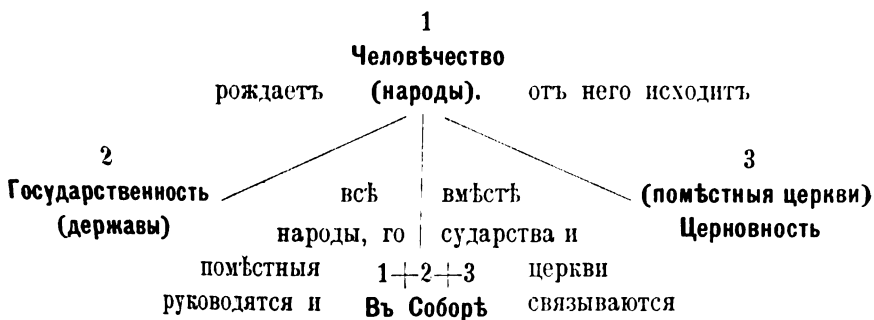 1
Человѣчество
рождаетъ (народы). отъ него исходитъ
2 3
Государственность всѣ вмѣстѣ (помѣстныя церкви)
(державы) Церновность
народы, го сударства и
помѣстныя 1+2+3 церкви
руководятся и Въ Соборѣ связываются